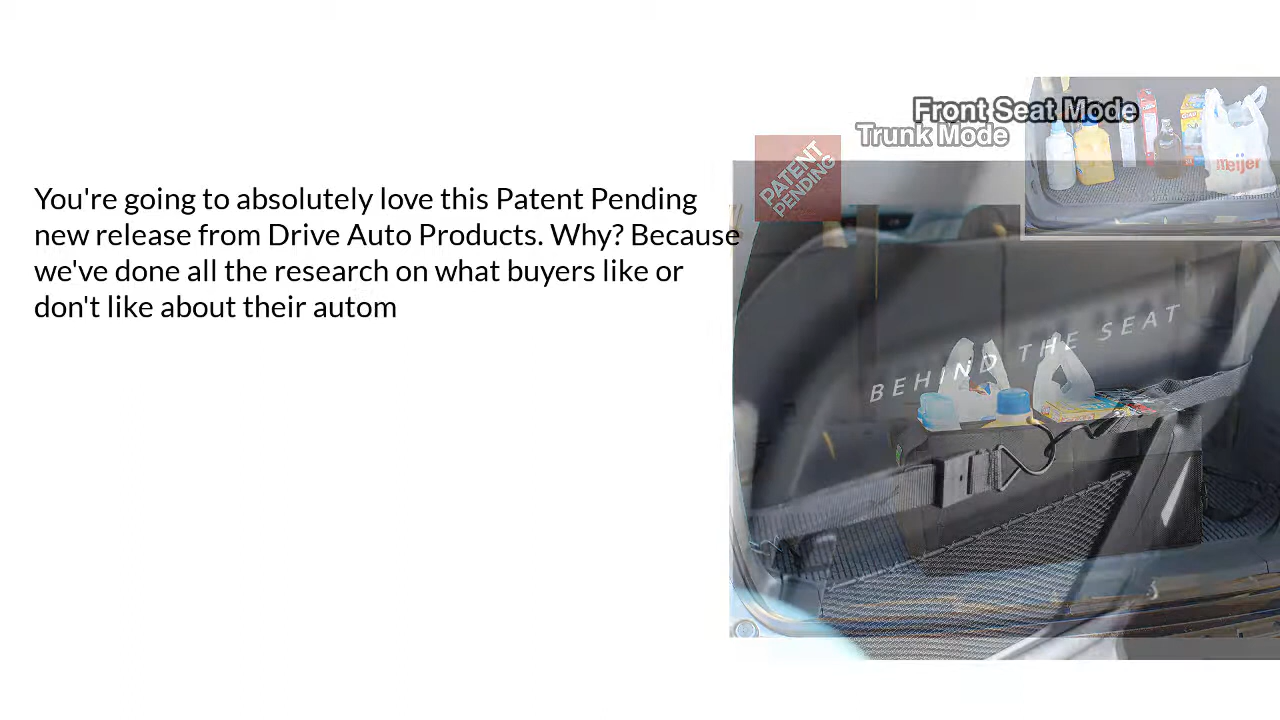 Front Seat Mode
Trunk Mode
PATENT
PENDING
meijer
You're going to absolutely love this Patent Pending
new release from Drive Auto Products. Why? Because
we've done all the research on what buyers like or
don't like about their autom
BEHIND THE SEAT